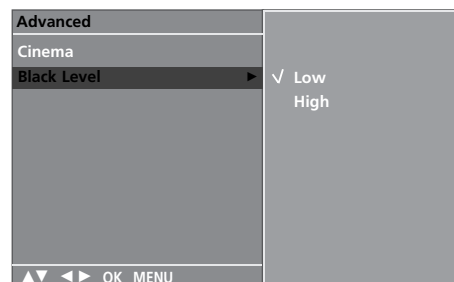 Advanced
Cinema
Black Level ►
√ Low
High
▲▼ ◄► OK MENU